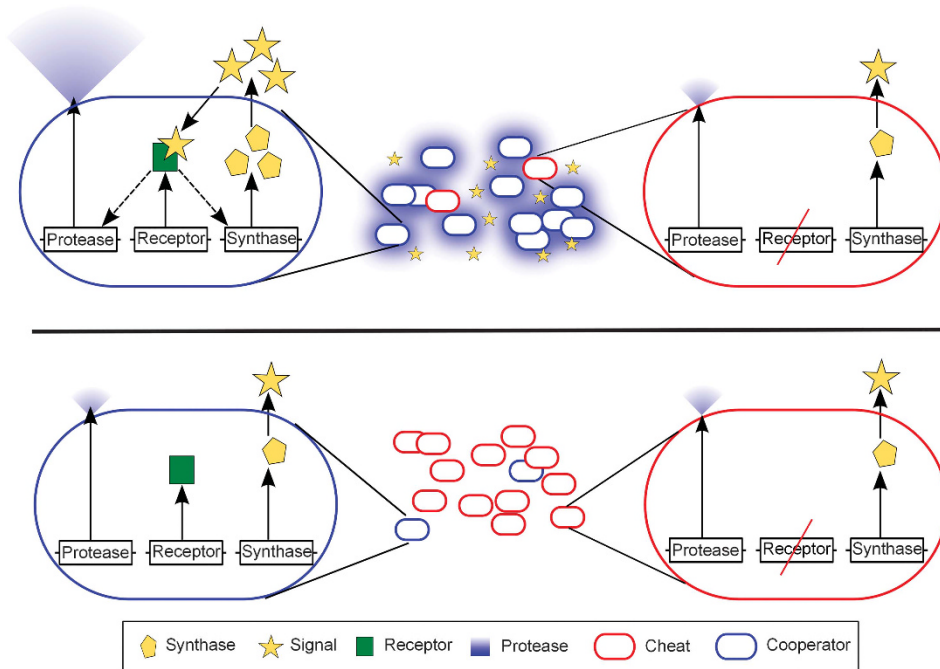 Protease Receptor Synthase
Protease Receptor Synthase
Protease Receptor Synthase
Protease Receptor Synthase
Synthase Signal Receptor Protease Cheat Cooperator